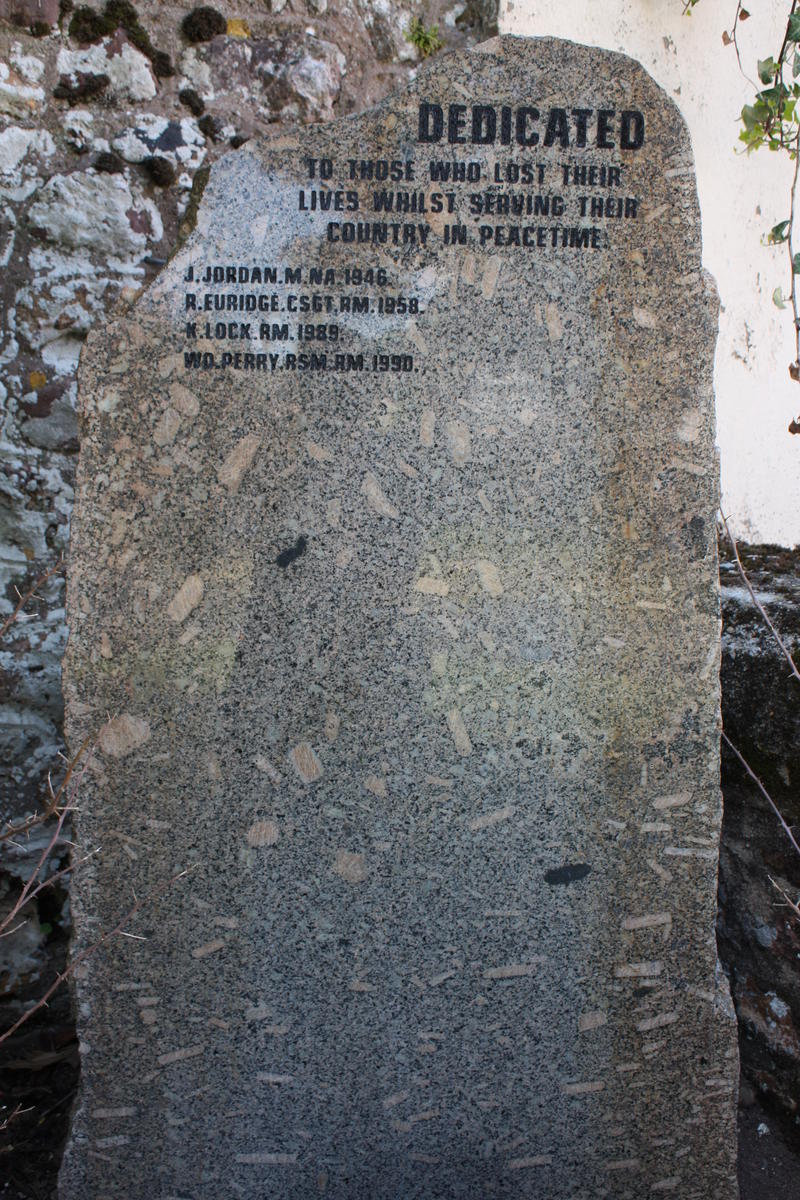 DEDICATED
TO THOSE WHO LOST THEIR
LIVES WHILST SERVING THEIR
COUNTRY IN PEACETIME.
J.JORDAN.M.NA.1946.
R.EURIDGE.CSGT.RM.1958.
K.LOCK.RM.1989.
WO.PERRY.RSM.RM.1990.